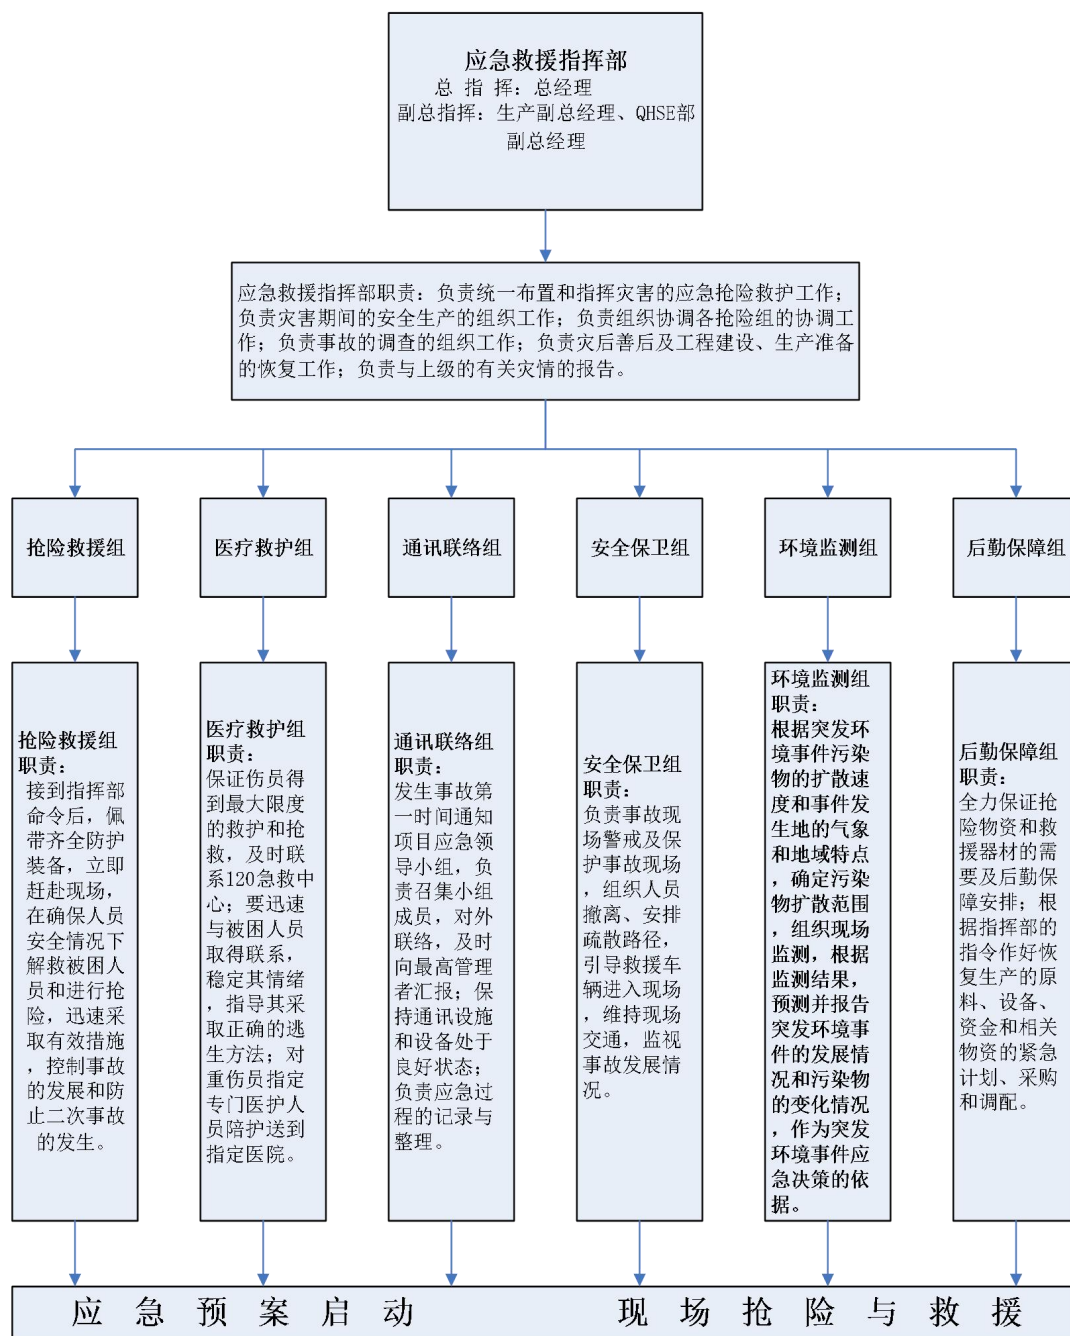 应急救援指挥部
总 指 挥：总经理
副总指挥：生产副总经理、QHSE部
副总经理
应急救援指挥部职责：负责统一布置和指挥灾害的应急抢险救护工作；
负责灾害期间的安全生产的组织工作；负责组织协调各抢险组的协调工
作；负责事故的调查的组织工作；负责灾后善后及工程建设、生产准备
的恢复工作；负责与上级的有关灾情的报告。
抢险救援组
医疗救护组
通讯联络组
安全保卫组
环境监测组
后勤保障组
抢险救援组
职责：
接到指挥部
命令后，佩
带齐全防护
装备，立即
赶赴现场，
在确保人员
安全情况下
解救被困人
员和进行抢
险，迅速采
取有效措施
，控制事故
的发展和防
止二次事故
的发生。
医疗救护组
职责：
保证伤员得
到最大限度
的救护和抢
救，及时联
系120急救中
心；要迅速
与被困人员
取得联系，
稳定其情绪
，指导其采
取正确的逃
生方法；对
重伤员指定
专门医护人
员陪护送到
指定医院。
通讯联络组
职责：
发生事故第
一时间通知
项目应急领
导小组，负
责召集小组
成员，对外
联络，及时
向最高管理
者汇报；保
持通讯设施
和设备处于
良好状态；
负责应急过
程的记录与
整理。
安全保卫组
职责：
负责事故现
场警戒及保
护事故现场
，组织人员
撤离、安排
疏散路径，
引导救援车
辆进入现场
，维持现场
交通，监视
事故发展情
况。
环境监测组
职责：
根据突发环
境事件污染
物的扩散速
度和事件发
生地的气象
和地域特点
，确定污染
物扩散范围
，组织现场
监测，根据
监测结果，
预测并报告
突发环境事
件的发展情
况和污染物
的变化情况
，作为突发
环境事件应
急决策的依
据。
后勤保障组
职责：
全力保证抢
险物资和救
援器材的需
要及后勤保
障安排；根
据指挥部的
指令作好恢
复生产的原
料、设备、
资金和相关
物资的紧急
计划、采购
和调配。
应 急 预 案 启 动 现 场 抢 险 与 救 援